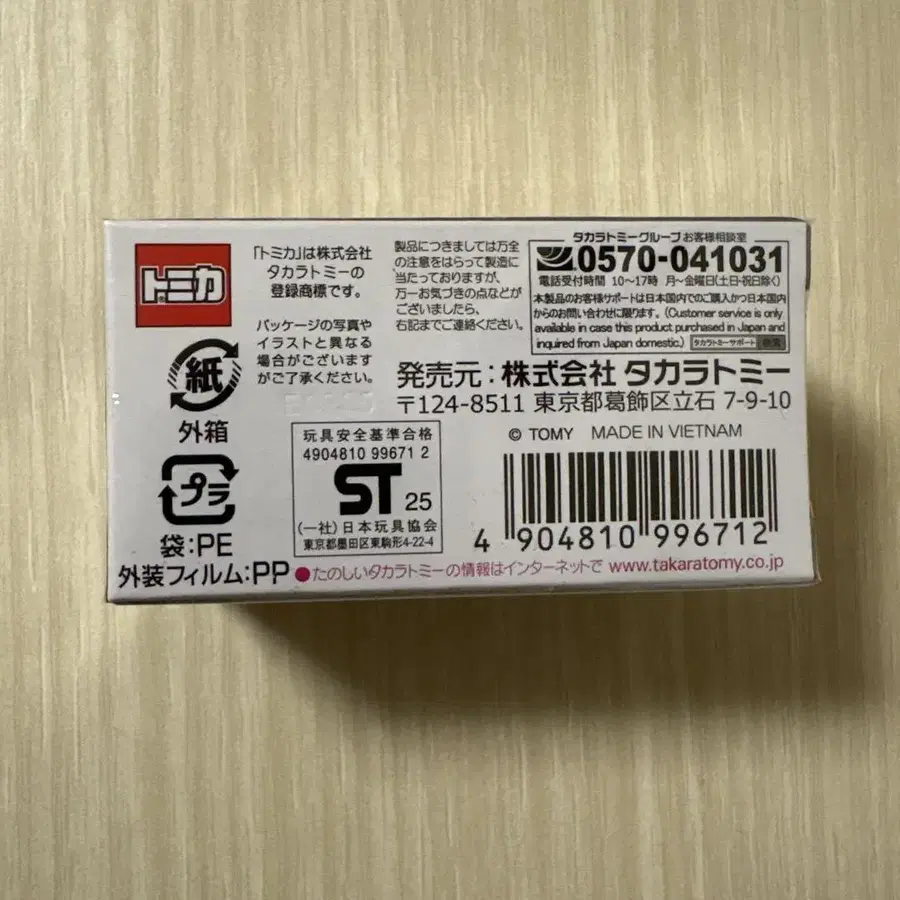 トミカ
「トミカ」は株式会社
タカラトミーの
登録商標です。
パッケージの写真や
イラストと異なる
場合がございます
がご了承ください。
製品につきましては万全
の注意をはらって製造に
当たっておりますが、
万一お気づきの点などが
ございましたら、
右記までご連絡ください。
タカラトミーグループ お客様相談室
0570-041031
電話受付時間 10〜17時 月〜金曜日(土日・祝日除く)
本製品のお客様サポートは日本国内でのご購入かつ日本国内
からのお問い合わせに限ります。(Customer service is only
available in case this product purchased in Japan and
inquired from Japan domestic.) タカラトミーサポート 検索
発売元:株式会社 タカラトミー
〒124-8511 東京都葛飾区立石 7-9-10
紙
外箱
プラ
袋:PE
外装フィルム:PP
玩具安全基準合格
4904810 99671 2
ST 25
(一社)日本玩具協会
東京都墨田区東駒形4-22-4
© TOMY MADE IN VIETNAM
4 904810 996712
●たのしいタカラトミーの情報はインターネットで www.takaratomy.co.jp